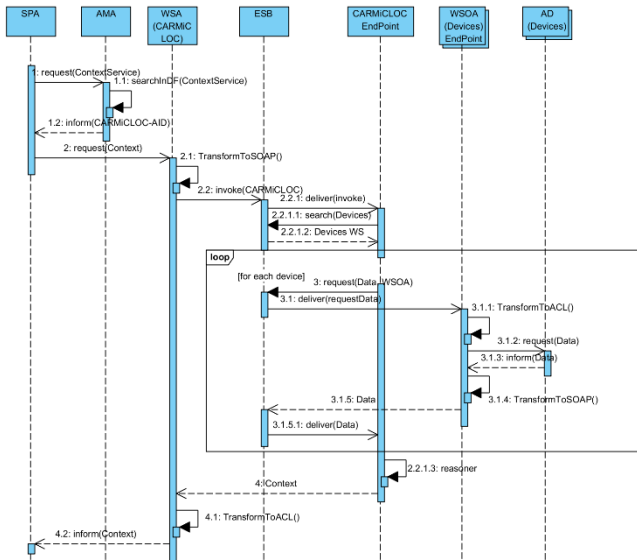 SPA
AMA
WSA
(CARMiC
LOC)
ESB
CARMiCLOC
EndPoint
WSOA
(Devices)
Endpoint
AD
(Devices)
1: request(ContextService)
1.1: searchInDF(ContextService)
1.2: inform(CARMiCLOC-AID)
2: request(Context)
2.1: TransformToSOAP()
2.2: invoke(CARMiCLOC)
2.2.1: deliver(invoke)
2.2.1.1: search(Devices)
2.2.1.2: Devices WS
loop
[for each device]
3: request(Data, WSOA)
3.1: deliver(requestData)
3.1.1: TransformToACL()
3.1.2: request(Data)
3.1.3: inform(Data)
3.1.4: TransformToSOAP()
3.1.5: Data
3.1.5.1: deliver(Data)
2.2.1.3: reasoner
4: Context
4.1: TransformToACL()
4.2: inform(Context)